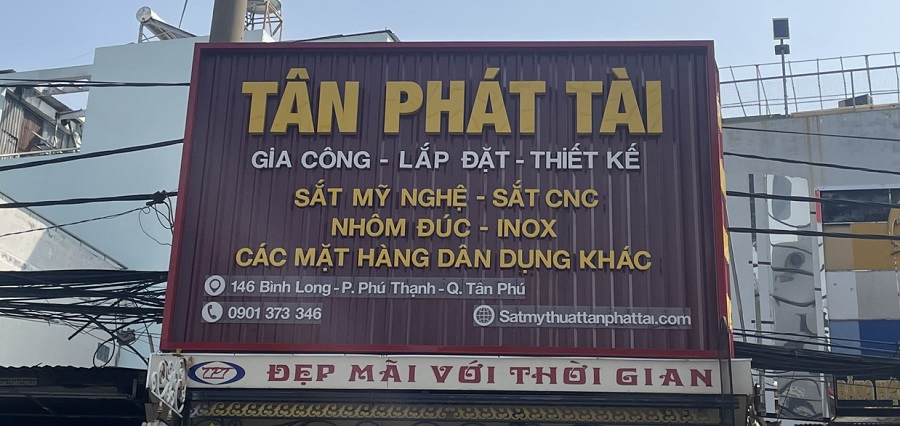 TÂN PHÁT TÀI
GIA CÔNG - LẮP ĐẶT - THIẾT KẾ
SẮT MỸ NGHỆ - SẮT CNC
NHÔM ĐÚC - INOX
CÁC MẶT HÀNG DÂN DỤNG KHÁC
146 Bình Long - P. Phú Thạnh - Q. Tân Phú
0901 373 346
Satmythuattanphattai.com
TPT ĐẸP MÃI VỚI THỜI GIAN